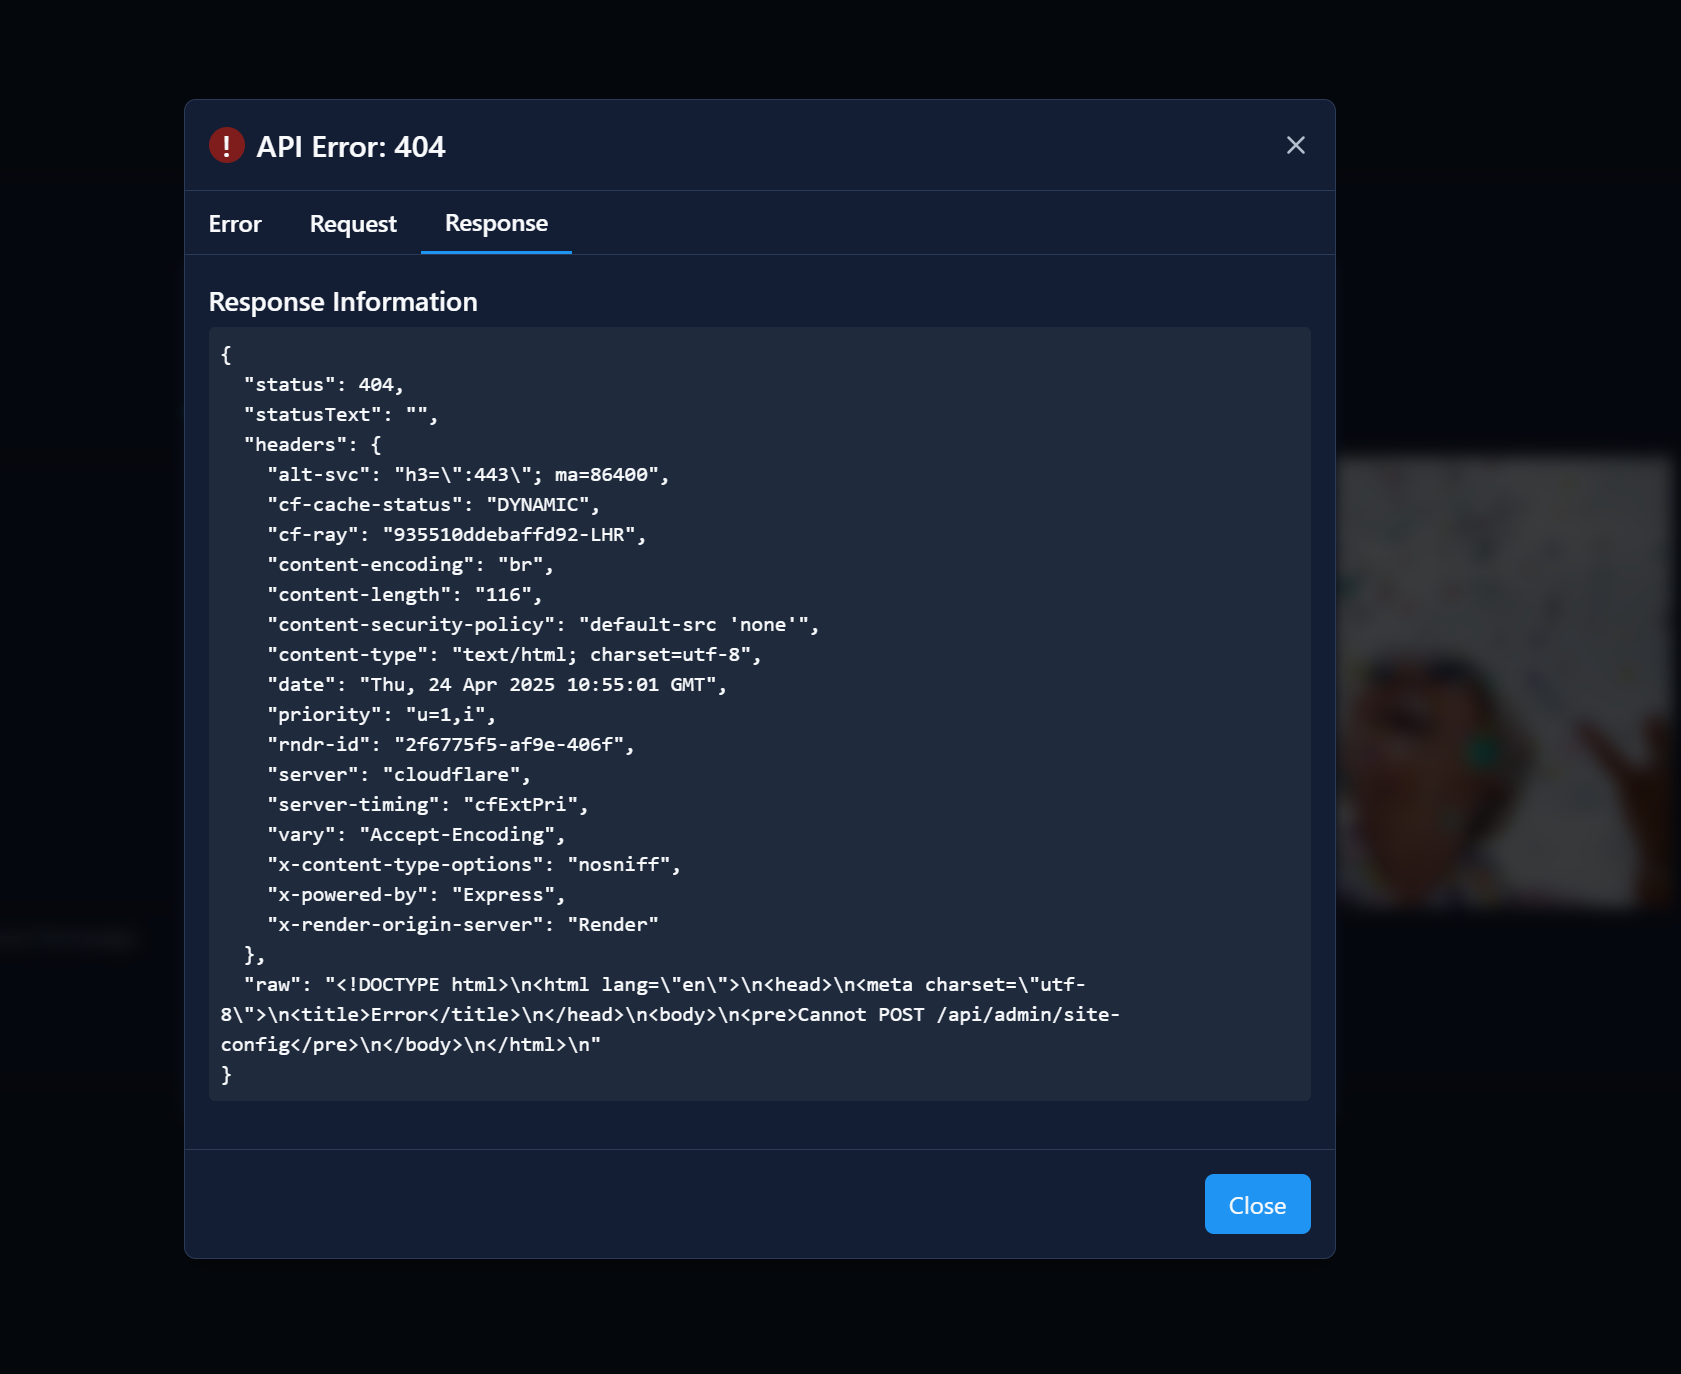 ! API Error: 404
Error Request Response
Response Information
{
"status": 404,
"statusText": "",
"headers": {
"alt-svc": "h3=\":443\"; ma=86400",
"cf-cache-status": "DYNAMIC",
"cf-ray": "935510ddebaffd92-LHR",
"content-encoding": "br",
"content-length": "116",
"content-security-policy": "default-src 'none'",
"content-type": "text/html; charset=utf-8",
"date": "Thu, 24 Apr 2025 10:55:01 GMT",
"priority": "u=1,i",
"rndr-id": "2f6775f5-af9e-406f",
"server": "cloudflare",
"server-timing": "cfExtPri",
"vary": "Accept-Encoding",
"x-content-type-options": "nosniff",
"x-powered-by": "Express",
"x-render-origin-server": "Render"
},
"raw": "<!DOCTYPE html>\n<html lang=\"en\">\n<head>\n<meta charset=\"utf-
8\">\n<title>Error</title>\n</head>\n<body>\n<pre>Cannot POST /api/admin/site-
config</pre>\n</body>\n</html>\n"
}
Close